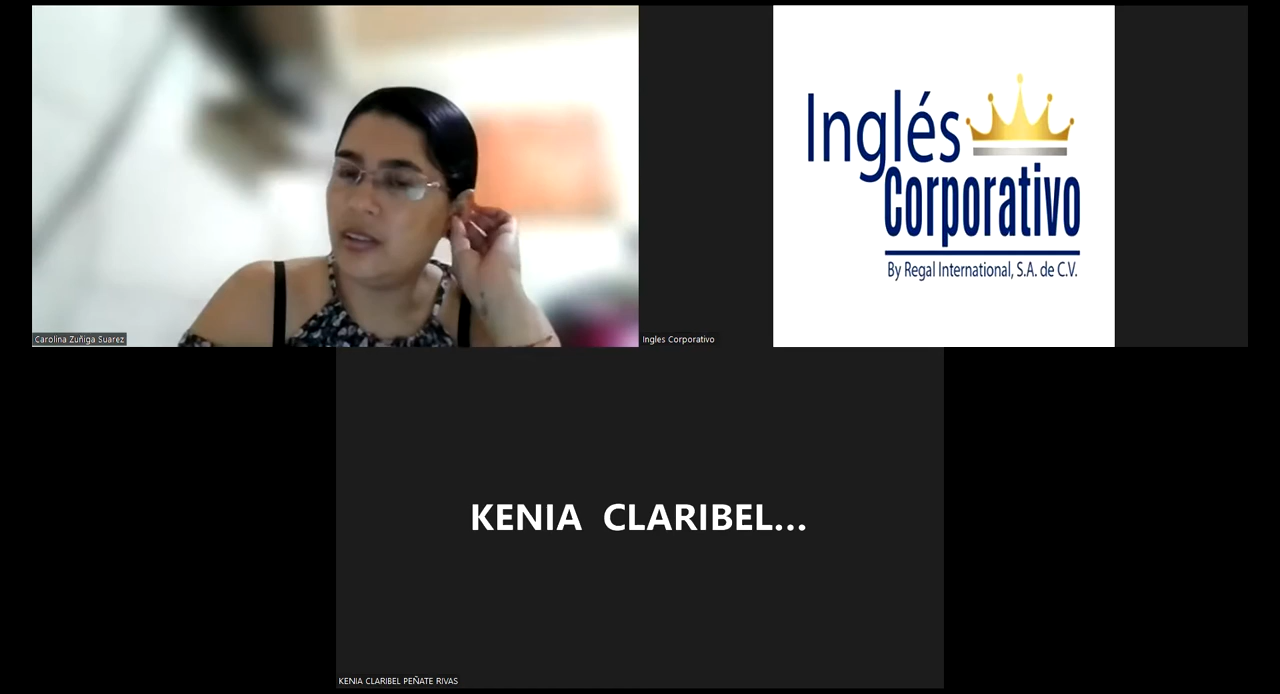 Inglés
Corporativo
By Regal International, S.A. de C.V.
Carolina Zuñiga Suarez
Ingles Corporativo
KENIA CLARIBEL...
KENIA CLARIBEL PEÑATE RIVAS